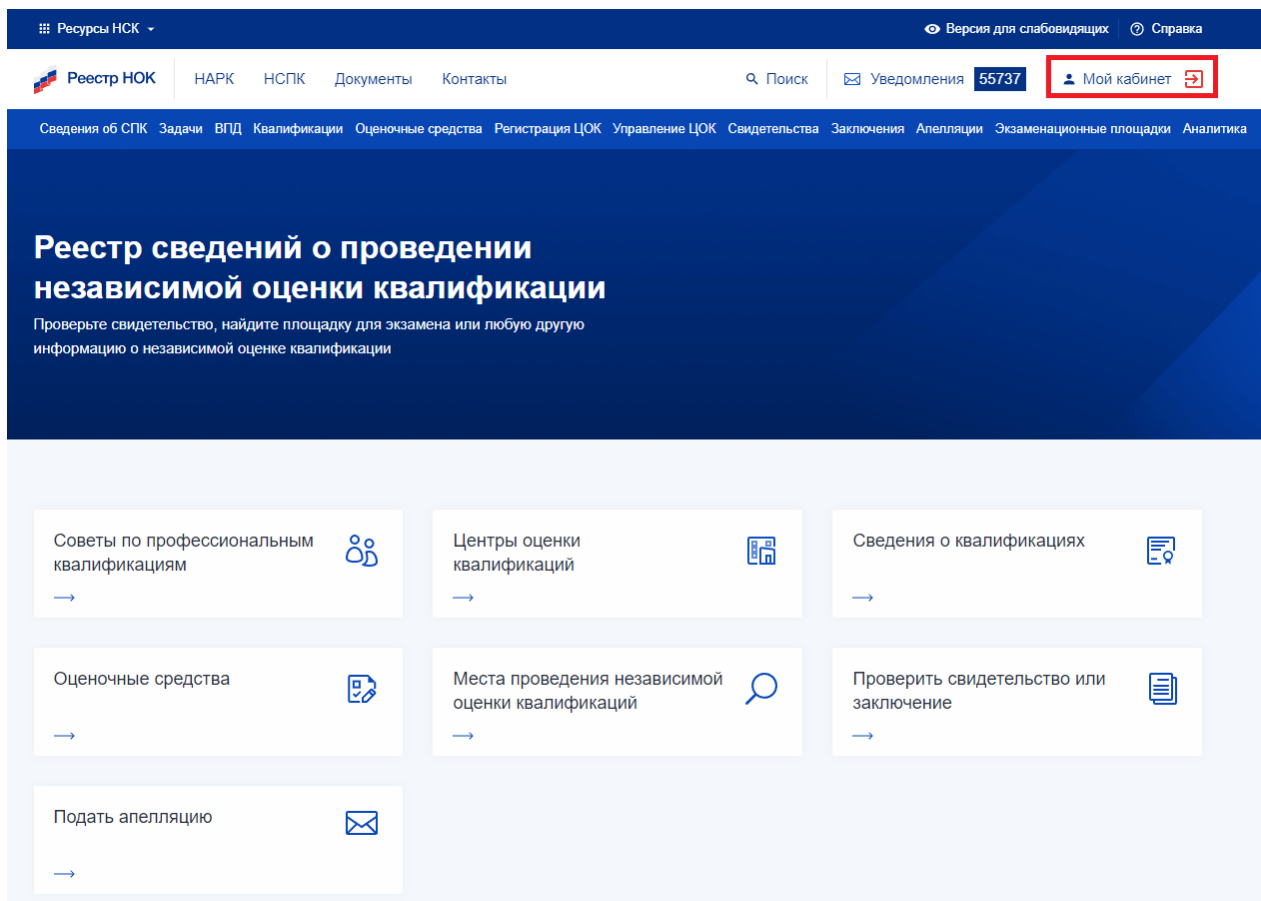 Ресурсы НСК
Версия для слабовидящих
Справка
Реестр НОК
НАРК
НСПК
Документы
Контакты
Поиск
Уведомления 55737
Мой кабинет
Сведения об СПК Задачи ВПД Квалификации Оценочные средства Регистрация ЦОК Управление ЦОК Свидетельства Заключения Апелляции Экзаменационные площадки Аналитика
Реестр сведений о проведении
независимой оценки квалификации
Проверьте свидетельство, найдите площадку для экзамена или любую другую
информацию о независимой оценке квалификации
Советы по профессиональным
квалификациям
Центры оценки
квалификаций
Сведения о квалификациях
Оценочные средства
Места проведения независимой
оценки квалификаций
Проверить свидетельство или
заключение
Подать апелляцию